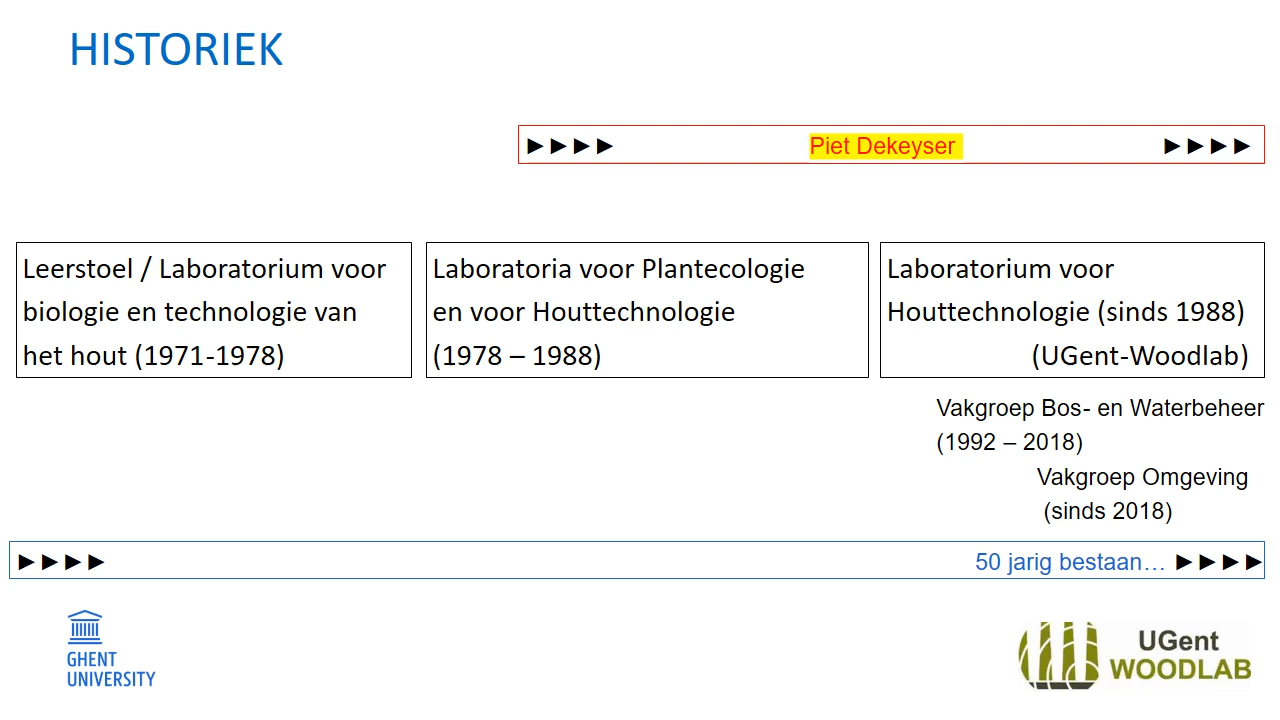 HISTORIEK
►►►► Piet Dekeyser ►►►►
Leerstoel / Laboratorium voor
biologie en technologie van
het hout (1971-1978)
Laboratoria voor Plantecologie
en voor Houttechnologie
(1978 – 1988)
Laboratorium voor
Houttechnologie (sinds 1988)
(UGent-Woodlab)
Vakgroep Bos- en Waterbeheer
(1992 – 2018)
Vakgroep Omgeving
(sinds 2018)
►►►► 50 jarig bestaan… ►►►►
GHENT
UNIVERSITY
UGent
WOODLAB